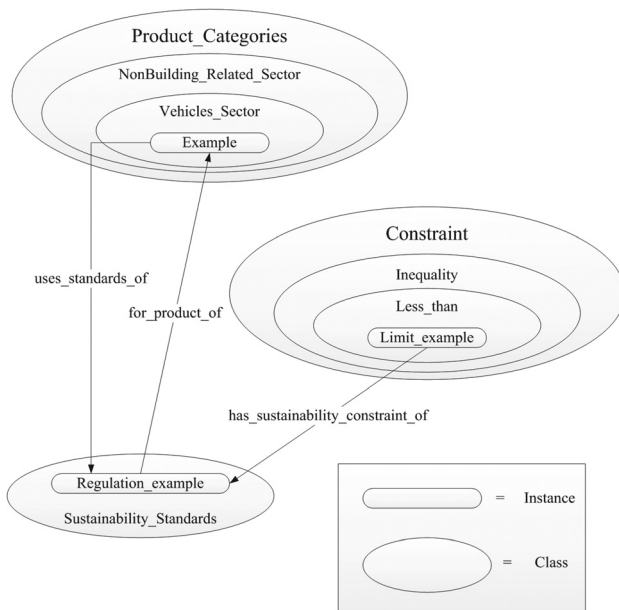 Product_Categories
NonBuilding_Related_Sector
Vehicles_Sector
Example
Constraint
Inequality
Less_than
Limit_example
uses_standards_of
for_product_of
has_sustainability_constraint_of
Regulation_example
Sustainability_Standards
= Instance
= Class